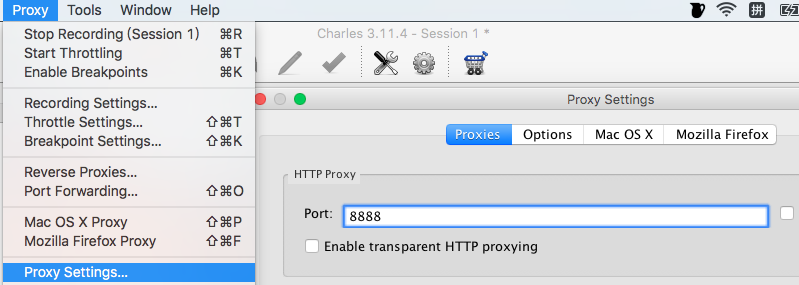 Proxy Tools Window Help 拼
Stop Recording (Session 1) ⌘R
Start Throttling ⌘T
Enable Breakpoints ⌘K
Recording Settings...
Throttle Settings... ⇧⌘T
Breakpoint Settings... ⇧⌘K
Reverse Proxies...
Port Forwarding... ⇧⌘O
Mac OS X Proxy ⇧⌘P
Mozilla Firefox Proxy ⇧⌘F
Proxy Settings...
Charles 3.11.4 - Session 1 *
Proxy Settings
Proxies Options Mac OS X Mozilla Firefox
HTTP Proxy
Port: 8888
Enable transparent HTTP proxying